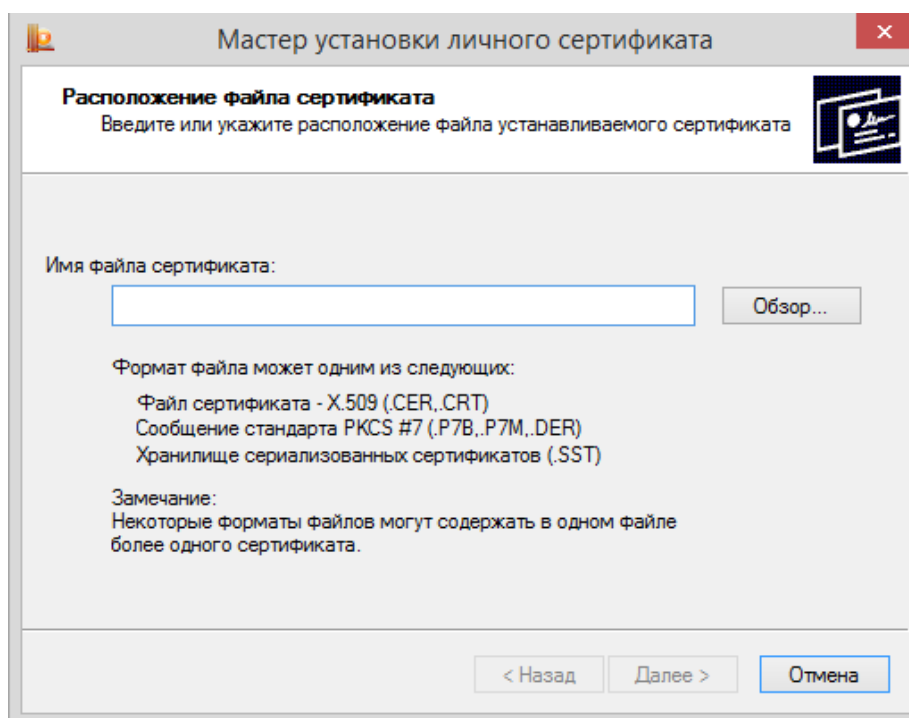 Мастер установки личного сертификата
Расположение файла сертификата
Введите или укажите расположение файла устанавливаемого сертификата
Имя файла сертификата:
Обзор...
Формат файла может одним из следующих:
Файл сертификата - X.509 (.CER,.CRT)
Сообщение стандарта PKCS #7 (.P7B,.P7M,.DER)
Хранилище сериализованных сертификатов (.SST)
Замечание:
Некоторые форматы файлов могут содержать в одном файле
более одного сертификата.
< Назад
Далее >
Отмена